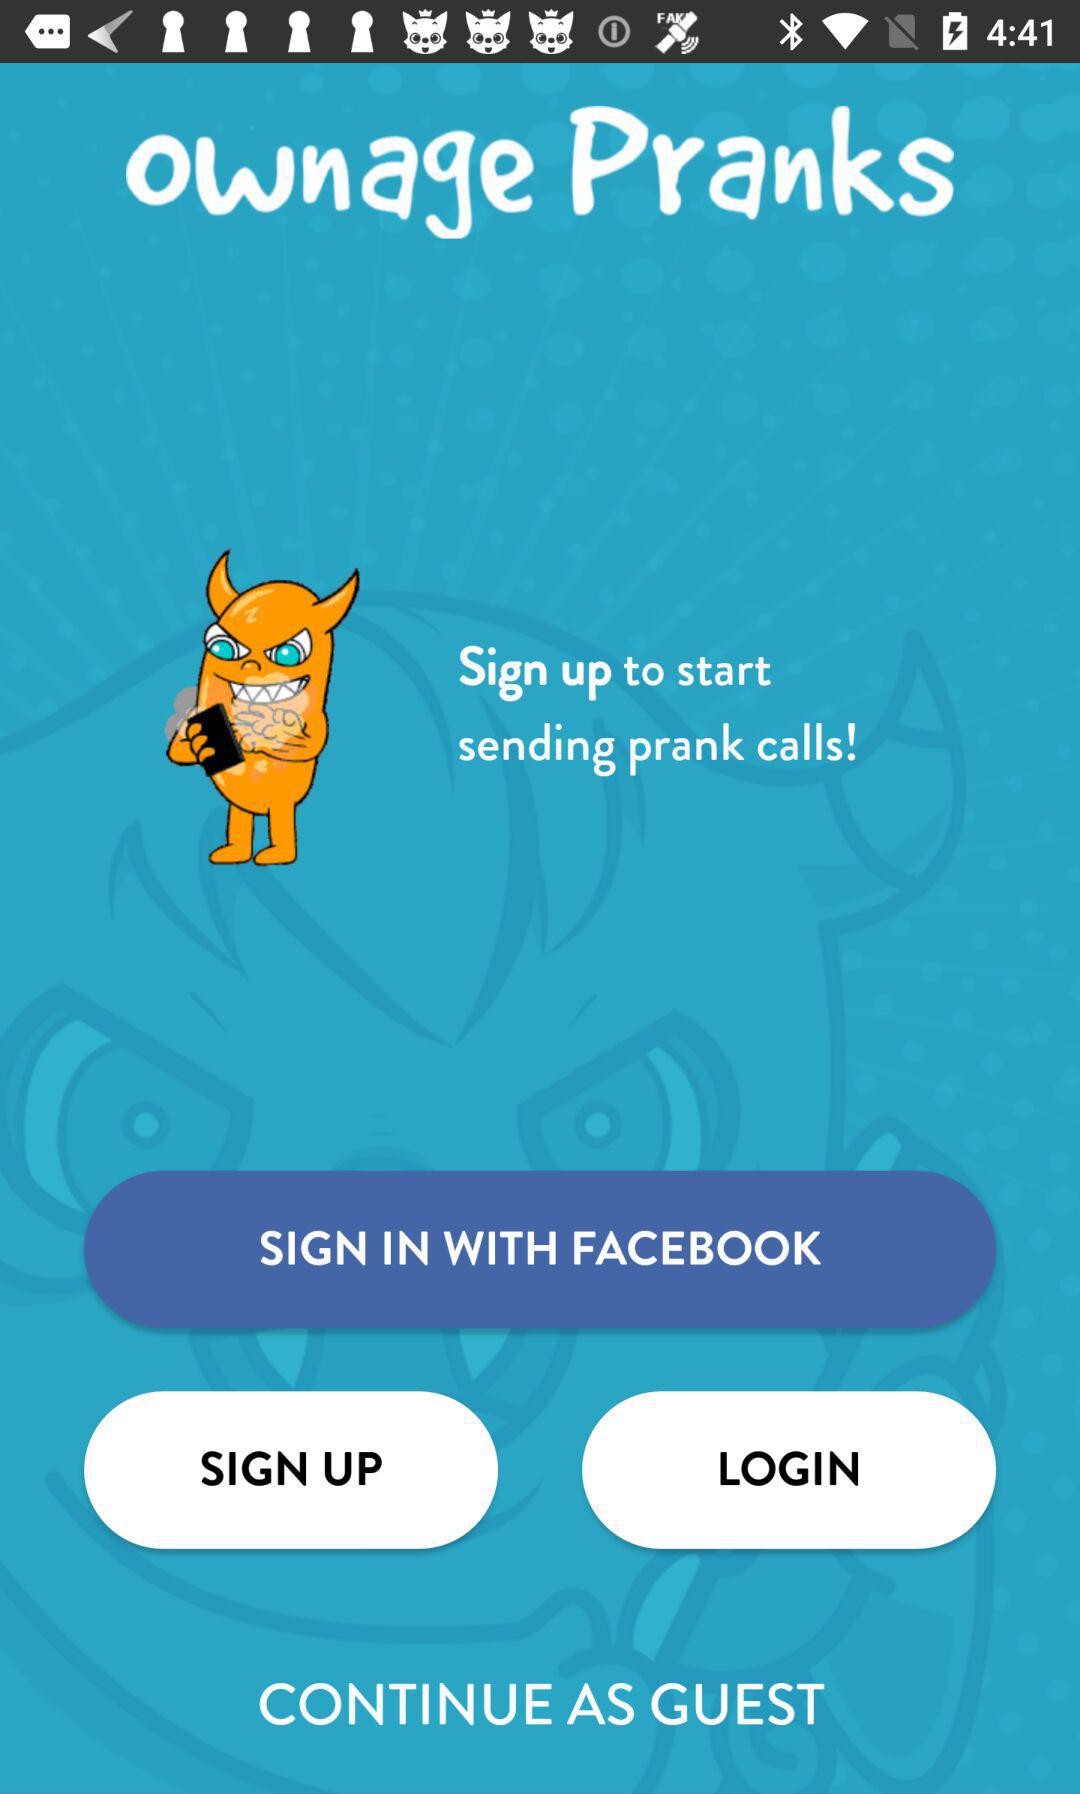 FAKE 4:41
ownage Pranks
Sign up to start
sending prank calls!
SIGN IN WITH FACEBOOK
SIGN UP LOGIN
CONTINUE AS GUEST